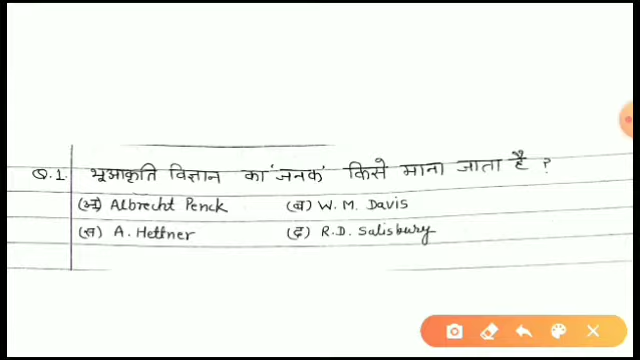 Q.1. भूआकृति विज्ञान का 'जनक' किसे माना जाता है ?
(अ) Albrecht Penck (ब) W. M. Davis
(स) A. Hettner (द) R.D. Salisbury